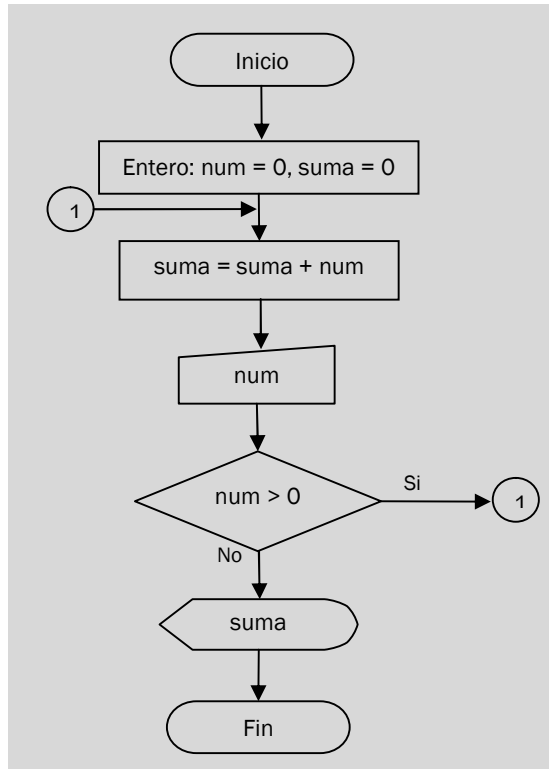 Inicio
Entero: num = 0, suma = 0
1
suma = suma + num
num
num > 0
Si
1
No
suma
Fin